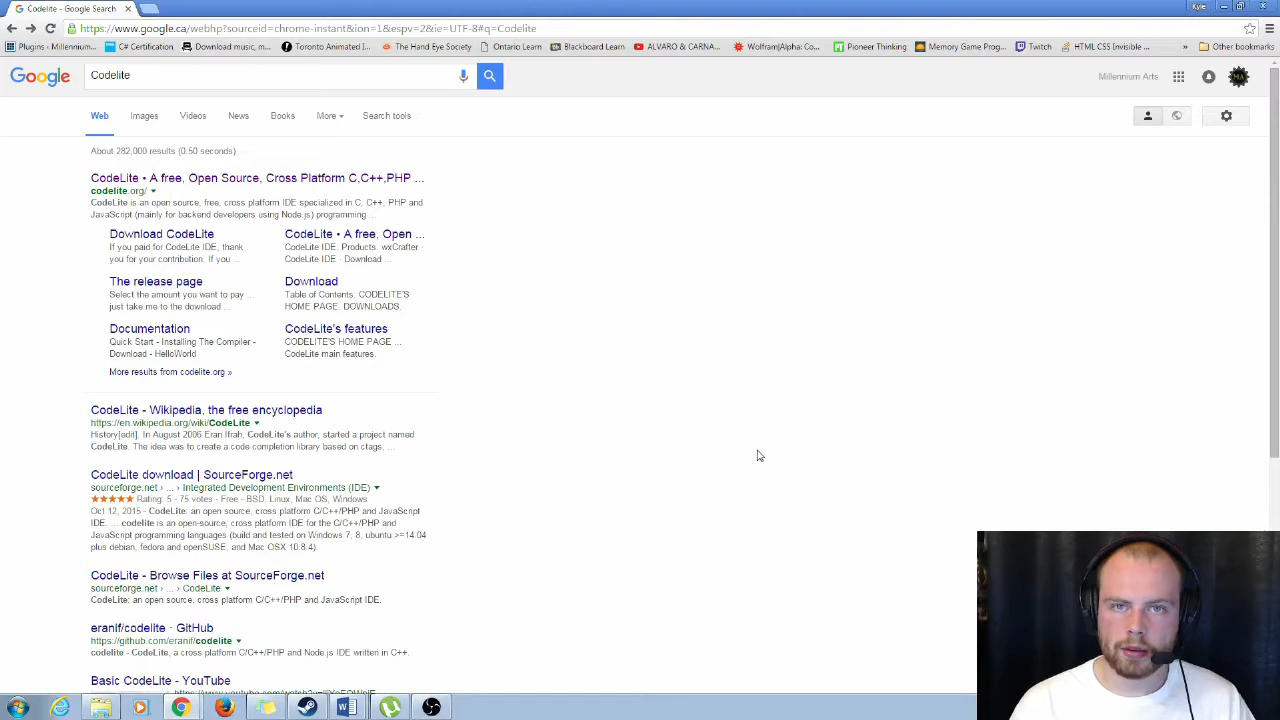 Codelite - Google Search
Kyle
https://www.google.ca/webhp?sourceid=chrome-instant&ion=1&espv=2&ie=UTF-8#q=Codelite
Plugins ‹ Millennium... C# Certification Download music, m... Toronto Animated I... The Hand Eye Society Ontario Learn Blackboard Learn ALVARO & CARNA... Wolfram|Alpha: Co... Pioneer Thinking Memory Game Prog... Twitch HTML CSS Invisible ... » Other bookmarks
Google Codelite Millennium Arts MA
Web Images Videos News Books More Search tools
About 282,000 results (0.50 seconds)
CodeLite • A free, Open Source, Cross Platform C,C++,PHP ...
codelite.org/
CodeLite is an open source, free, cross platform IDE specialized in C, C++, PHP and
JavaScript (mainly for backend developers using Node.js) programming ...
Download CodeLite
If you paid for CodeLite IDE, thank
you for your contribution. If you ...
CodeLite • A free, Open ...
CodeLite IDE. Products. wxCrafter ·
CodeLite IDE · Download ...
The release page
Select the amount you want to pay ...
just take me to the download ...
Download
Table of Contents. CODELITE'S
HOME PAGE. DOWNLOADS.
Documentation
Quick Start - Installing The Compiler -
Download - HelloWorld
CodeLite's features
CODELITE'S HOME PAGE ...
CodeLite main features.
More results from codelite.org »
CodeLite - Wikipedia, the free encyclopedia
https://en.wikipedia.org/wiki/CodeLite
History[edit]. In August 2006 Eran Ifrah, CodeLite's author, started a project named
CodeLite. The idea was to create a code completion library based on ctags, ...
CodeLite download | SourceForge.net
sourceforge.net › ... › Integrated Development Environments (IDE)
Rating: 5 - 75 votes - Free - BSD, Linux, Mac OS, Windows
Oct 12, 2015 - CodeLite: an open source, cross platform C/C++/PHP and JavaScript
IDE. ... codelite is an open-source, cross platform IDE for the C/C++/PHP and
JavaScript programming languages (build and tested on Windows 7, 8, ubuntu >=14.04
plus debian, fedora and openSUSE, and Mac OSX 10.8.4).
CodeLite - Browse Files at SourceForge.net
sourceforge.net › ... › CodeLite
CodeLite: an open source, cross platform C/C++/PHP and JavaScript IDE.
eranif/codelite · GitHub
https://github.com/eranif/codelite
codelite - CodeLite, a cross platform C/C++/PHP and Node.js IDE written in C++.
Basic CodeLite - YouTube